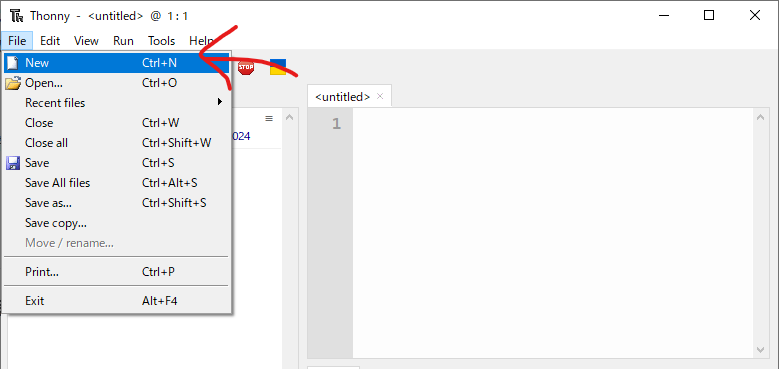 Thonny - <untitled> @ 1:1
File Edit View Run Tools Help
New Ctrl+N
STOP
Open... Ctrl+O
Recent files
<untitled>
Close Ctrl+W
1
Close all Ctrl+Shift+W
2024
Save Ctrl+S
Save All files Ctrl+Alt+S
Save as... Ctrl+Shift+S
Save copy...
Move / rename...
Print... Ctrl+P
Exit Alt+F4